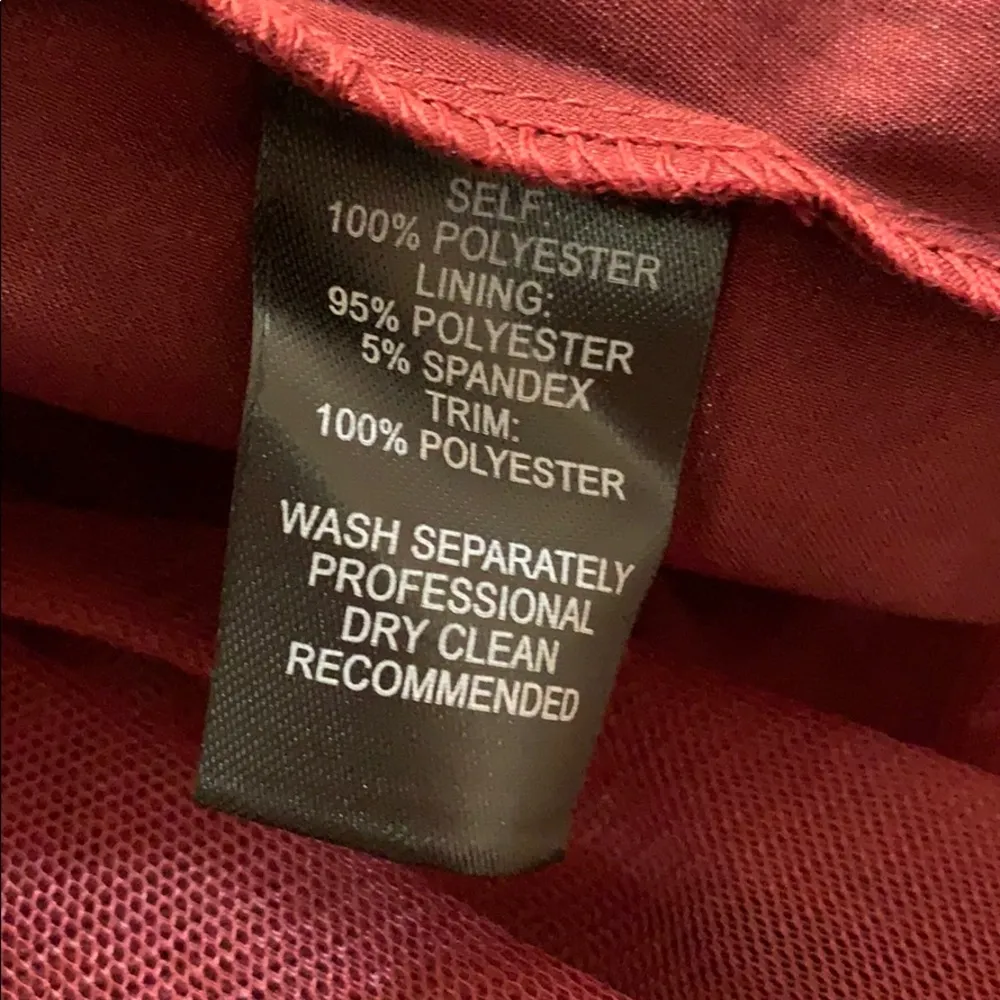 SELF:
100% POLYESTER
LINING:
95% POLYESTER
5% SPANDEX
TRIM:
100% POLYESTER
WASH SEPARATELY
PROFESSIONAL
DRY CLEAN
RECOMMENDED